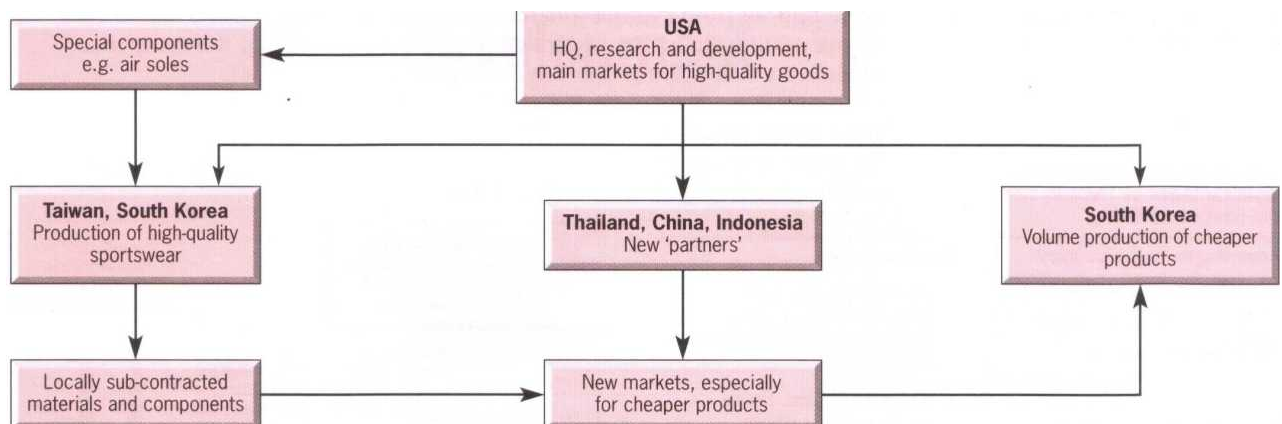 Special components
e.g. air soles
USA
HQ, research and development,
main markets for high-quality goods
Taiwan, South Korea
Production of high-quality
sportswear
Thailand, China, Indonesia
New ‘partners’
South Korea
Volume production of cheaper
products
Locally sub-contracted
materials and components
New markets, especially
for cheaper products